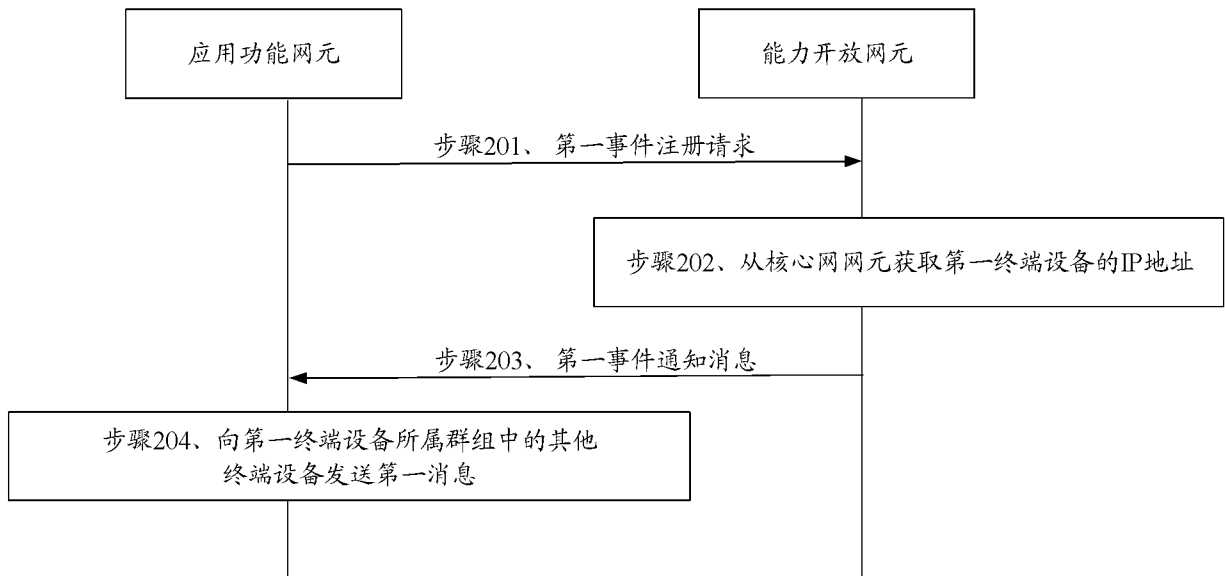 应用功能网元
能力开放网元
步骤201、 第一事件注册请求
步骤202、从核心网网元获取第一终端设备的IP地址
步骤203、 第一事件通知消息
步骤204、向第一终端设备所属群组中的其他
终端设备发送第一消息